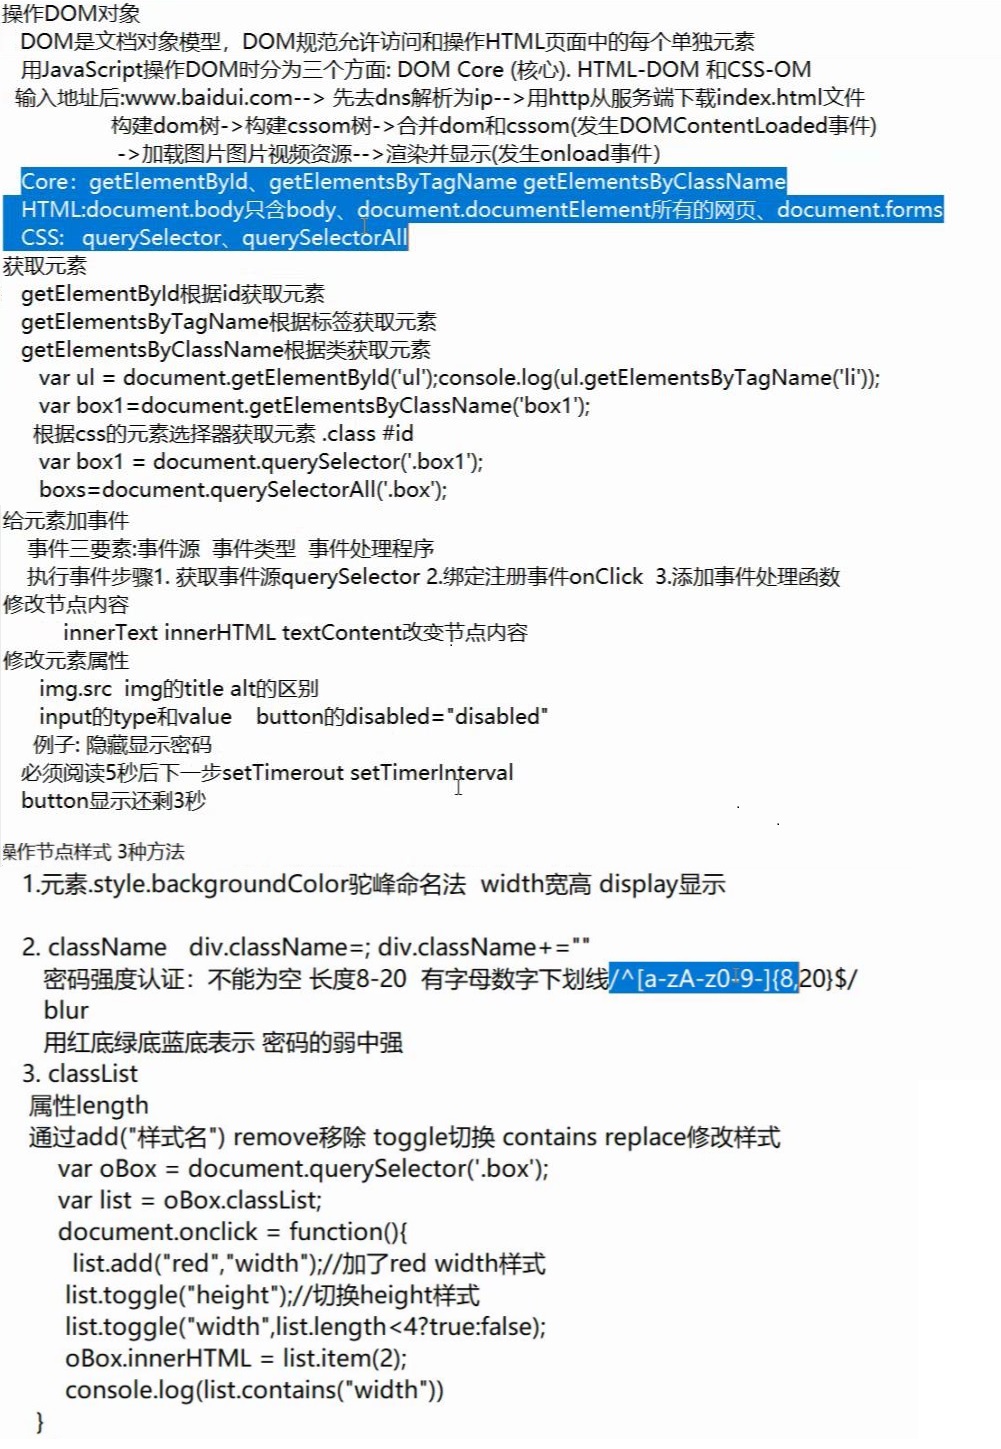 操作DOM对象
DOM是文档对象模型，DOM规范允许访问和操作HTML页面中的每个单独元素
用JavaScript操作DOM时分为三个方面: DOM Core (核心). HTML-DOM 和CSS-OM
输入地址后:www.baidui.com--> 先去dns解析为ip-->用http从服务端下载index.html文件
构建dom树->构建cssom树->合并dom和cssom(发生DOMContentLoaded事件)
->加载图片图片视频资源-->渲染并显示(发生onload事件)
Core：getElementById、getElementsByTagName getElementsByClassName
HTML:document.body只含body、document.documentElement所有的网页、document.forms
CSS: querySelector、querySelectorAll
获取元素
getElementById根据id获取元素
getElementsByTagName根据标签获取元素
getElementsByClassName根据类获取元素
var ul = document.getElementById('ul');console.log(ul.getElementsByTagName('li'));
var box1=document.getElementsByClassName('box1');
根据css的元素选择器获取元素 .class #id
var box1 = document.querySelector('.box1');
boxs=document.querySelectorAll('.box');
给元素加事件
事件三要素:事件源 事件类型 事件处理程序
执行事件步骤1. 获取事件源querySelector 2.绑定注册事件onClick 3.添加事件处理函数
修改节点内容
innerText innerHTML textContent改变节点内容
修改元素属性
img.src img的title alt的区别
input的type和value button的disabled="disabled"
例子: 隐藏显示密码
必须阅读5秒后下一步setTimerout setTimerInterval
button显示还剩3秒
操作节点样式 3种方法
1.元素.style.backgroundColor驼峰命名法 width宽高 display显示
2. className div.className=; div.className+=""
密码强度认证：不能为空 长度8-20 有字母数字下划线/^[a-zA-z0-9-]{8,20}$/
blur
用红底绿底蓝底表示 密码的弱中强
3. classList
属性length
通过add("样式名") remove移除 toggle切换 contains replace修改样式
var oBox = document.querySelector('.box');
var list = oBox.classList;
document.onclick = function(){
list.add("red","width");//加了red width样式
list.toggle("height");//切换height样式
list.toggle("width",list.length<4?true:false);
oBox.innerHTML = list.item(2);
console.log(list.contains("width"))
}